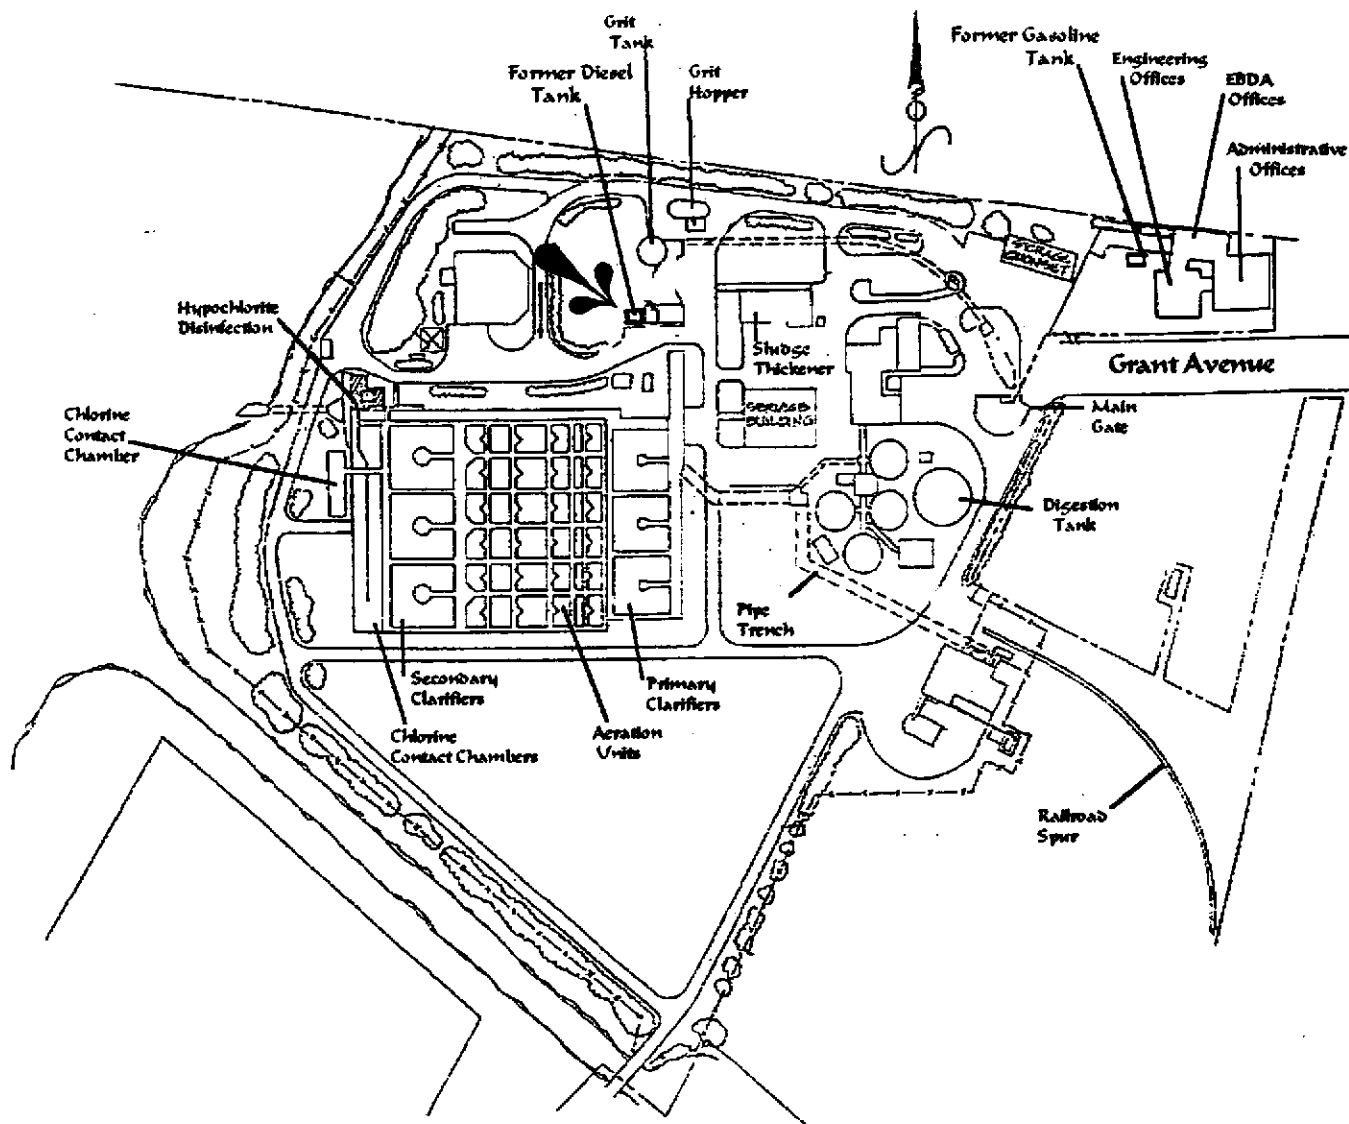 Grit
Tank
Former Diesel
Tank
Grit
Hopper
Former Gasoline
Tank
Engineering
Offices
EBDA
Offices
Administrative
Offices
STORAGE
Hypochlorite
Disinfection
Sludge
Thickener
Grant Avenue
Chlorine
Contact
Chamber
BUILDING
Main
Gate
Digestion
Tank
Pipe
Trench
Secondary
Clarifiers
Primary
Clarifiers
Chlorine
Contact Chambers
Aeration
Units
Railroad
Spur